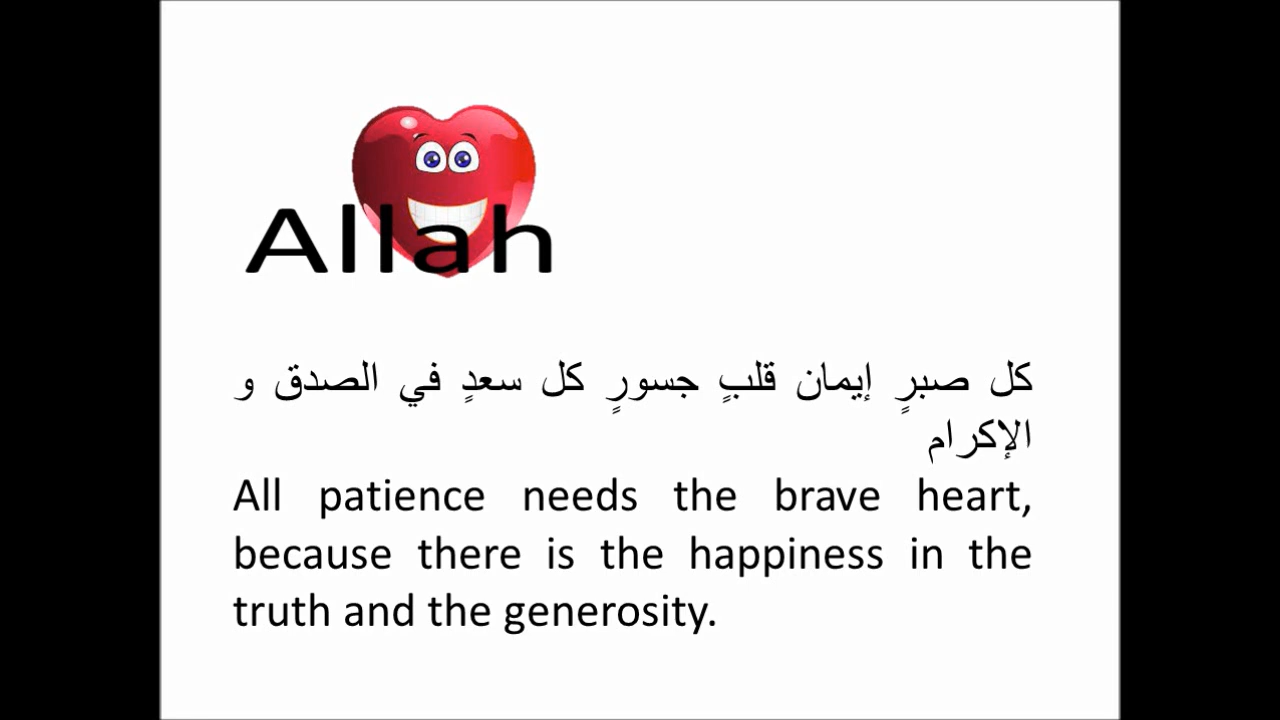 Allah
كل صبرٍ إيمان قلبٍ جسورٍ كل سعدٍ في الصدق و
الإكرام
All patience needs the brave heart,
because there is the happiness in the
truth and the generosity.